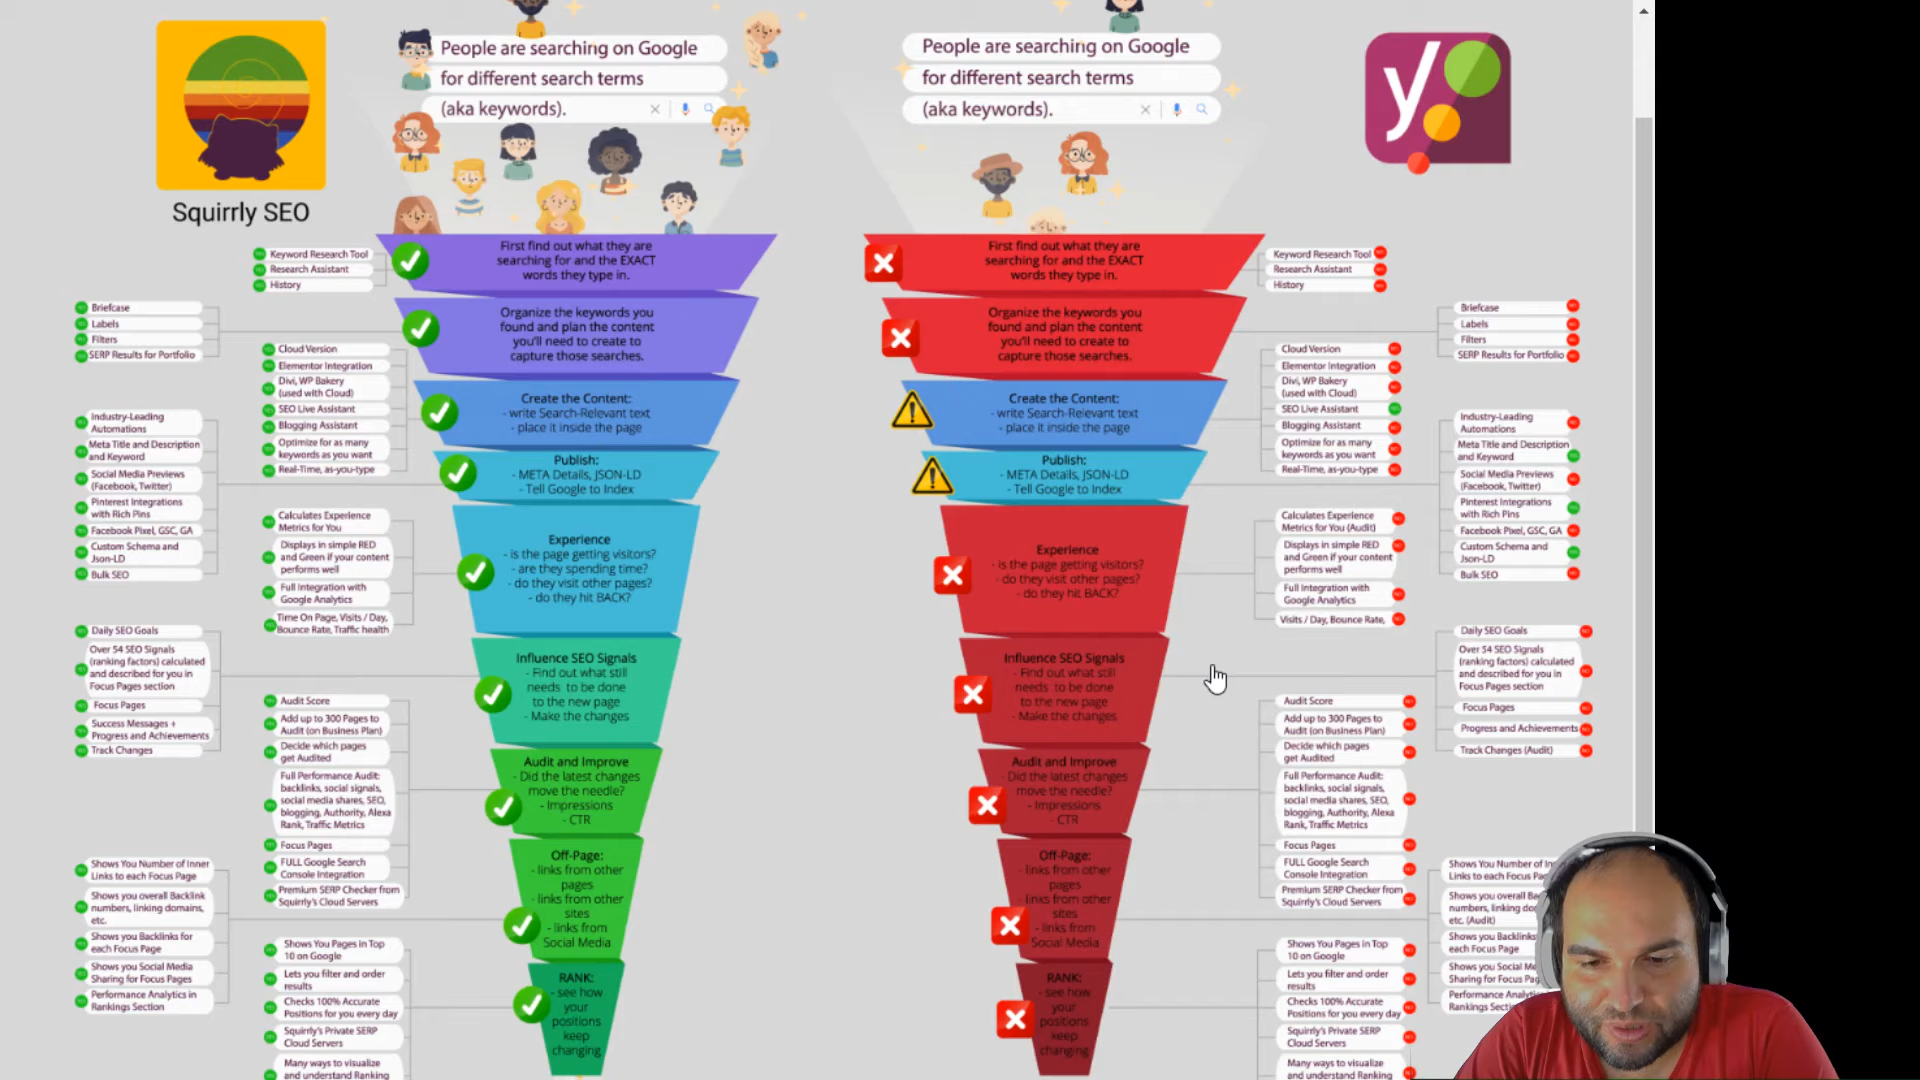 People are searching on Google
for different search terms
(aka keywords).
Squirrly SEO
First find out what they are
searching for and the EXACT
words they type in.
Organize the keywords you
found and plan the content
you'll need to create to
capture those searches.
Create the Content:
- write Search-Relevant text
- place it inside the page
Publish:
- META Details, JSON-LD
- Tell Google to Index
Experience
- is the page getting visitors?
- are they spending time?
- do they visit other pages?
- do they hit BACK?
Influence SEO Signals
- Find out what still
needs to be done
to the new page
- Make the changes
Audit and Improve
- Did the latest changes
move the needle?
- Impressions
- CTR
Off-Page:
- links from other
pages
- links from other
sites
- links from
Social Media
RANK:
- see how
your
positions
keep
changing
Keyword Research Tool
Research Assistant
History
Briefcase
Labels
Filters
SERP Results for Portfolio
Cloud Version
Elementor Integration
Divi, WP Bakery
(used with Cloud)
SEO Live Assistant
Blogging Assistant
Optimize for as many
keywords as you want
Real-Time, as-you-type
Industry-Leading
Automations
Meta Title and Description
and Keyword
Social Media Previews
(Facebook, Twitter)
Pinterest Integrations
with Rich Pins
Facebook Pixel, GSC, GA
Custom Schema and
Json-LD
Bulk SEO
Calculates Experience
Metrics for You
Displays in simple RED
and Green if your content
performs well
Full Integration with
Google Analytics
Time On Page, Visits / Day,
Bounce Rate, Traffic health
Daily SEO Goals
Over 54 SEO Signals
(ranking factors) calculated
and described for you in
Focus Pages section
Focus Pages
Success Messages +
Progress and Achievements
Track Changes
Audit Score
Add up to 300 Pages to
Audit (on Business Plan)
Decide which pages
get Audited
Full Performance Audit:
backlinks, social signals,
social media shares, SEO,
blogging, Authority, Alexa
Rank, Traffic Metrics
Focus Pages
FULL Google Search
Console Integration
Premium SERP Checker from
Squirrly's Cloud Servers
Shows You Number of Inner
Links to each Focus Page
Shows you overall Backlink
numbers, linking domains,
etc.
Shows you Backlinks for
each Focus Page
Shows you Social Media
Sharing for Focus Pages
Performance Analytics in
Rankings Section
Shows You Pages in Top
10 on Google
Lets you filter and order
results
Checks 100% Accurate
Positions for you every day
Squirrly's Private SERP
Cloud Servers
Many ways to visualize
and understand Ranking
People are searching on Google
for different search terms
(aka keywords).
y
First find out what they are
searching for and the EXACT
words they type in.
Organize the keywords you
found and plan the content
you'll need to create to
capture those searches.
Create the Content:
- write Search-Relevant text
- place it inside the page
Publish:
- META Details, JSON-LD
- Tell Google to Index
Experience
- is the page getting visitors?
- do they visit other pages?
- do they hit BACK?
Influence SEO Signals
- Find out what still
needs to be done
to the new page
- Make the changes
Audit and Improve
- Did the latest changes
move the needle?
- Impressions
- CTR
Off-Page:
- links from other
pages
- links from other
sites
- links from
Social Media
RANK:
- see how
your
positions
keep
changing
Keyword Research Tool
Research Assistant
History
Briefcase
Labels
Filters
SERP Results for Portfolio
Cloud Version
Elementor Integration
Divi, WP Bakery
(used with Cloud)
SEO Live Assistant
Blogging Assistant
Optimize for as many
keywords as you want
Real-Time, as-you-type
Industry-Leading
Automations
Meta Title and Description
and Keyword
Social Media Previews
(Facebook, Twitter)
Pinterest Integrations
with Rich Pins
Facebook Pixel, GSC, GA
Custom Schema and
Json-LD
Bulk SEO
Calculates Experience
Metrics for You (Audit)
Displays in simple RED
and Green if your content
performs well
Full Integration with
Google Analytics
Visits / Day, Bounce Rate,
Daily SEO Goals
Over 54 SEO Signals
(ranking factors) calculated
and described for you in
Focus Pages section
Focus Pages
Progress and Achievements
Track Changes (Audit)
Audit Score
Add up to 300 Pages to
Audit (on Business Plan)
Decide which pages
get Audited
Full Performance Audit:
backlinks, social signals,
social media shares, SEO,
blogging, Authority, Alexa
Rank, Traffic Metrics
Focus Pages
FULL Google Search
Console Integration
Premium SERP Checker from
Squirrly's Cloud Servers
Shows You Number of
Links to each Focus
Shows you overall
numbers, linking
etc. (Audit)
Shows you Backlinks
each Focus Page
Shows you Social
Sharing for Focus
Performance
Rankings
Shows You Pages in Top
10 on Google
Lets you filter and order
results
Checks 100% Accurate
Positions for you every day
Squirrly's Private SERP
Cloud Servers
Many ways to visualize
and understand Ranking